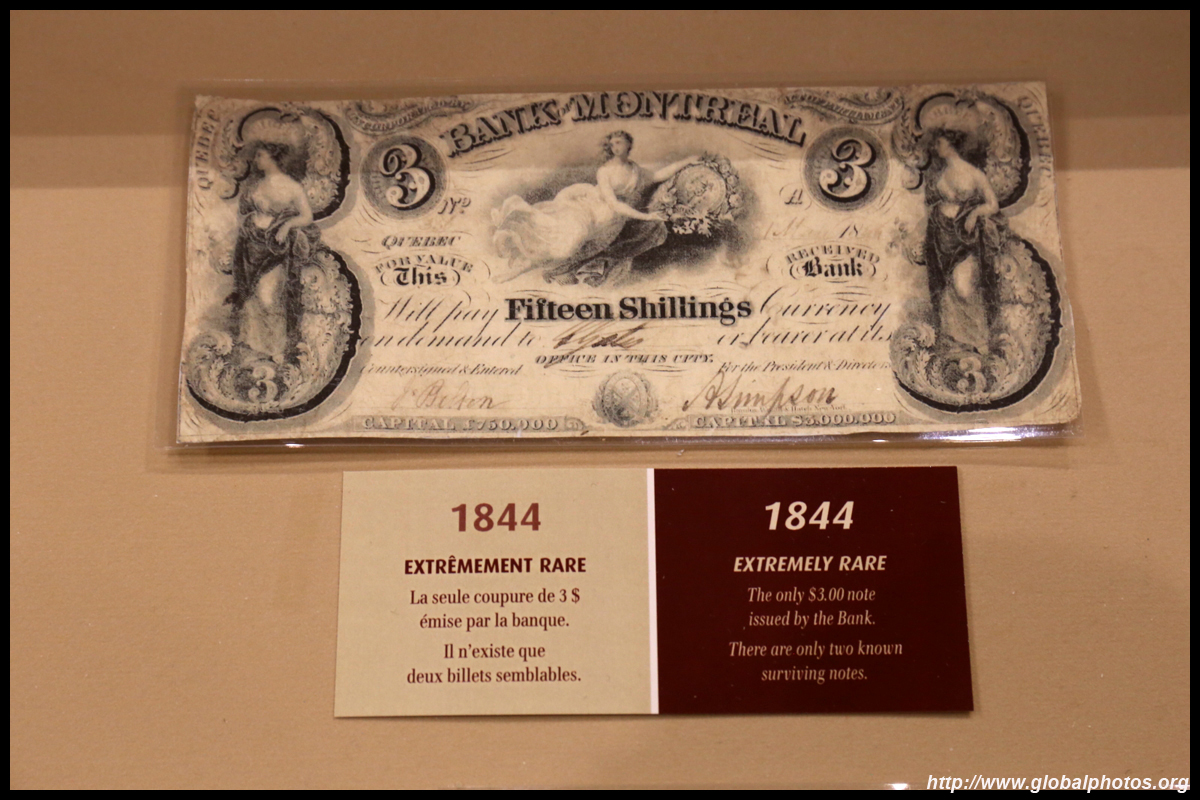 BANK OF MONTREAL
QUEBEC
QUEBEC
3
3
Nº
A
18
QUEBEC
FOR VALUE
RECEIVED
This
Bank
Will pay Fifteen Shillings Currency
on demand to
or bearer at its
OFFICE IN THIS CITY.
Countersigned & Entered
For the President & Directors
A Simpson
3
3
CAPITAL £750,000
CAPITAL $3,000,000
1844
EXTRÊMEMENT RARE
La seule coupure de 3 $
émise par la banque.
Il n'existe que
deux billets semblables.
1844
EXTREMELY RARE
The only $3.00 note
issued by the Bank.
There are only two known
surviving notes.
http://www.globalphotos.org